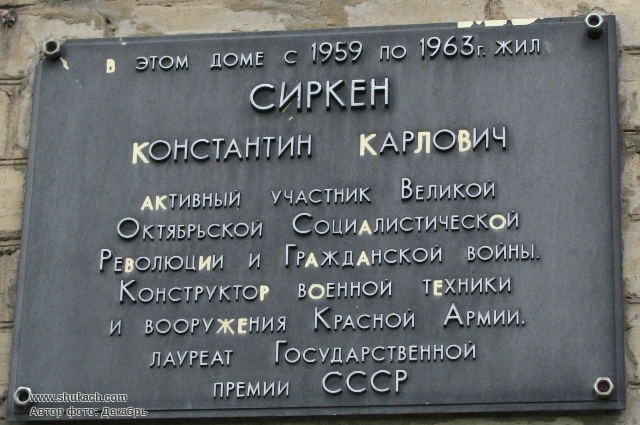 В ЭТОМ ДОМЕ С 1959 ПО 1963г. ЖИЛ
СИРКЕН
КОНСТАНТИН КАРЛОВИЧ
АКТИВНЫЙ УЧАСТНИК ВЕЛИКОЙ
ОКТЯБРЬСКОЙ СОЦИАЛИСТИЧЕСКОЙ
РЕВОЛЮЦИИ И ГРАЖДАНСКОЙ ВОЙНЫ.
КОНСТРУКТОР ВОЕННОЙ ТЕХНИКИ
И ВООРУЖЕНИЯ КРАСНОЙ АРМИИ.
ЛАУРЕАТ ГОСУДАРСТВЕННОЙ
ПРЕМИИ СССР
www.shukach.com
Автор фото: Декабрь